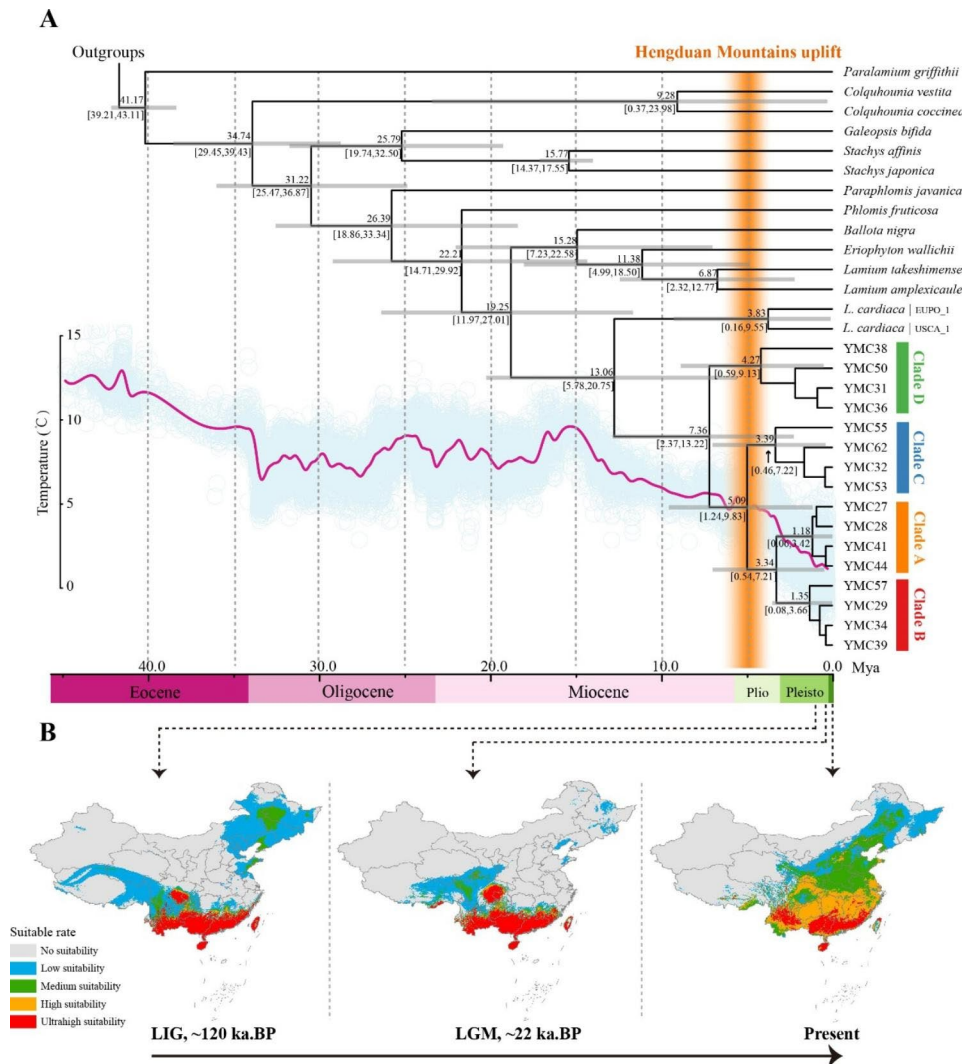 A
Outgroups
Hengduan Mountains uplift
41.17
[39.21,43.11]
Paralamium griffithii
9.28
[0.37,23.98]
Colquhounia vestita
Colquhounia coccinea
34.74
[29.45,39.43]
25.79
[19.74,32.50]
Galeopsis bifida
15.77
[14.37,17.55]
Stachys affinis
Stachys japonica
31.22
[25.47,36.87]
Paraphlomis javanica
26.39
[18.86,33.34]
Phlomis fruticosa
22.21
[14.71,29.92]
15.28
[7.23,22.58]
Ballota nigra
11.38
[4.99,18.50]
Eriophyton wallichii
6.87
[2.32,12.77]
Lamium takeshimense
Lamium amplexicaule
19.25
[11.97,27.01]
3.83
[0.16,9.55]
L. cardiaca | EUPO_1
L. cardiaca | USCA_1
13.06
[5.78,20.75]
4.27
[0.59,9.13]
YMC38
YMC50
YMC31
YMC36
Clade D
7.36
[2.37,13.22]
3.39
[0.46,7.22]
YMC55
YMC62
YMC32
YMC53
Clade C
5.09
[1.24,9.83]
1.18
[0.06,3.42
YMC27
YMC28
YMC41
YMC44
Clade A
3.34
[0.54,7.21]
1.35
[0.08,3.66
YMC57
YMC29
YMC34
YMC39
Clade B
Temperature (°C)
15
10
5
0
40.0
30.0
20.0
10.0
0.0
Mya
Eocene
Oligocene
Miocene
Plio
Pleisto
B
Suitable rate
No suitability
Low suitability
Medium suitability
High suitability
Ultrahigh suitability
LIG, ~120 ka.BP
LGM, ~22 ka.BP
Present